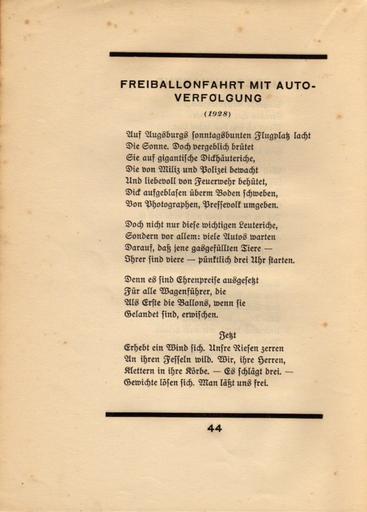 FREIBALLONFAHRT MIT AUTO-
VERFOLGUNG
(1928)
Auf Augsburgs sonntagsbunten Flugplatz lacht
Die Sonne. Doch vergeblich brütet
Sie auf gigantische Dickhäuteriche,
Die von Miliz und Polizei bewacht
Und liebevoll von Feuerwehr behütet,
Dick aufgeblasen überm Boden schweben,
Von Photographen, Pressevolk umgeben.
Doch nicht nur diese wichtigen Leuteriche,
Sondern vor allem: viele Autos warten
Darauf, daß jene gasgefüllten Tiere —
Ihrer sind viere — pünktlich drei Uhr starten.
Denn es sind Ehrenpreise ausgesetzt
Für alle Wagenführer, die
Als Erste die Ballons, wenn sie
Gelandet sind, erwischen.
Jetzt
Erhebt ein Wind sich. Unsre Riesen zerren
An ihren Fesseln wild. Wir, ihre Herren,
Klettern in ihre Körbe. — Es schlägt drei. —
Gewichte lösen sich. Man läßt uns frei.
44